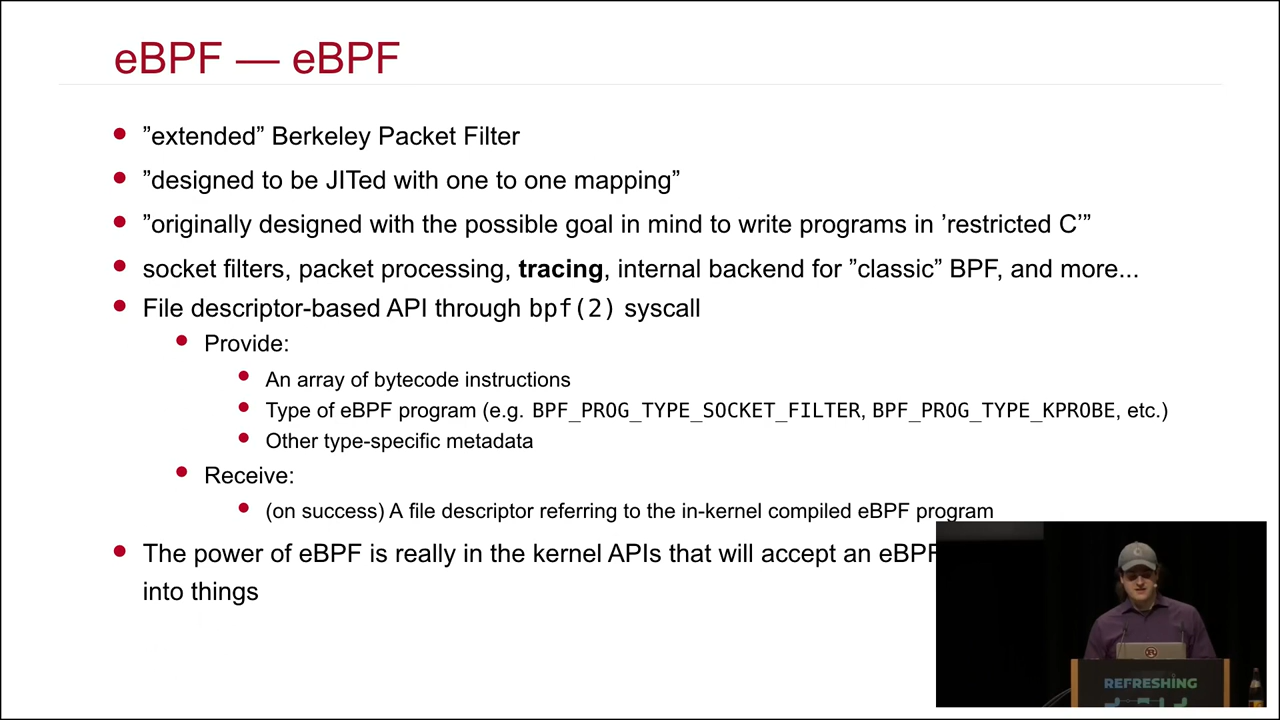 eBPF — eBPF
”extended” Berkeley Packet Filter
”designed to be JITed with one to one mapping”
”originally designed with the possible goal in mind to write programs in ’restricted C’”
socket filters, packet processing, tracing, internal backend for ”classic” BPF, and more...
File descriptor-based API through bpf(2) syscall
Provide:
An array of bytecode instructions
Type of eBPF program (e.g. BPF_PROG_TYPE_SOCKET_FILTER, BPF_PROG_TYPE_KPROBE, etc.)
Other type-specific metadata
Receive:
(on success) A file descriptor referring to the in-kernel compiled eBPF program
The power of eBPF is really in the kernel APIs that will accept an eBPF
into things
REFRESHING